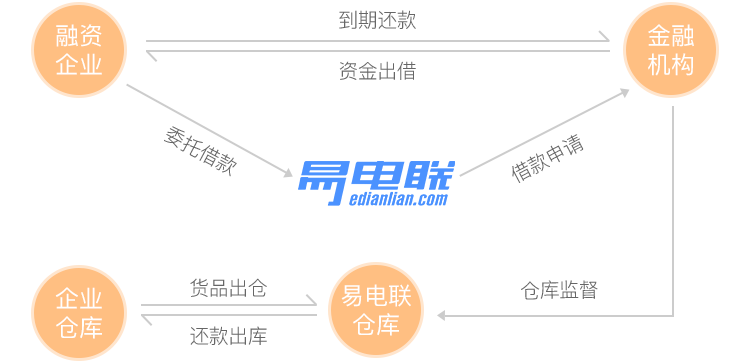 到期还款
融资
企业
金融
机构
资金出借
委托借款
易电联
edianlian.com
借款申请
货品出仓
仓库监督
企业
仓库
易电联
仓库
还款出库